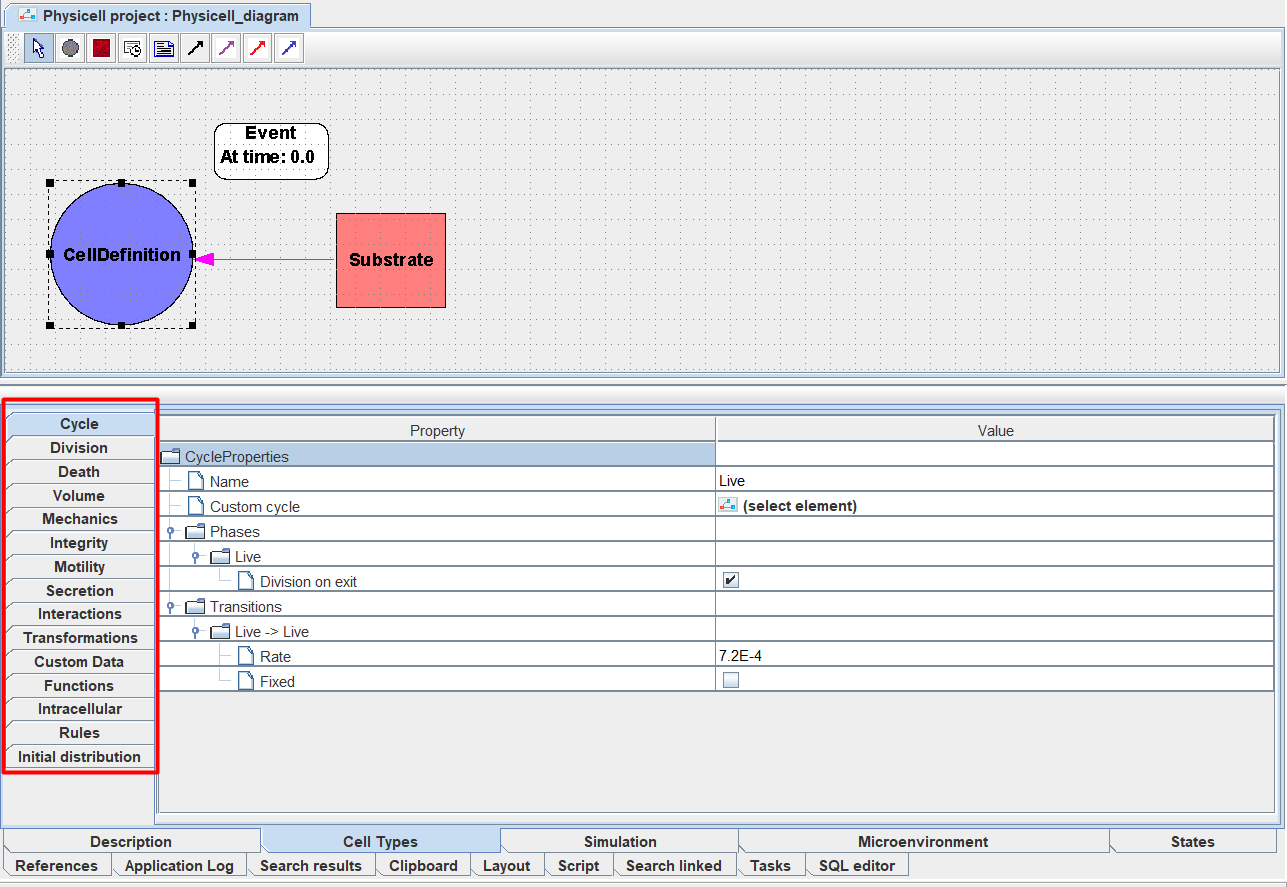 Physicell project : Physicell_diagram
Event
At time: 0.0
CellDefinition
Substrate
Cycle
Division
Death
Volume
Mechanics
Integrity
Motility
Secretion
Interactions
Transformations
Custom Data
Functions
Intracellular
Rules
Initial distribution
Property Value
CycleProperties
Name Live
Custom cycle (select element)
Phases
Live
Division on exit
Transitions
Live -> Live
Rate 7.2E-4
Fixed
Description Cell Types Simulation Microenvironment States
References Application Log Search results Clipboard Layout Script Search linked Tasks SQL editor